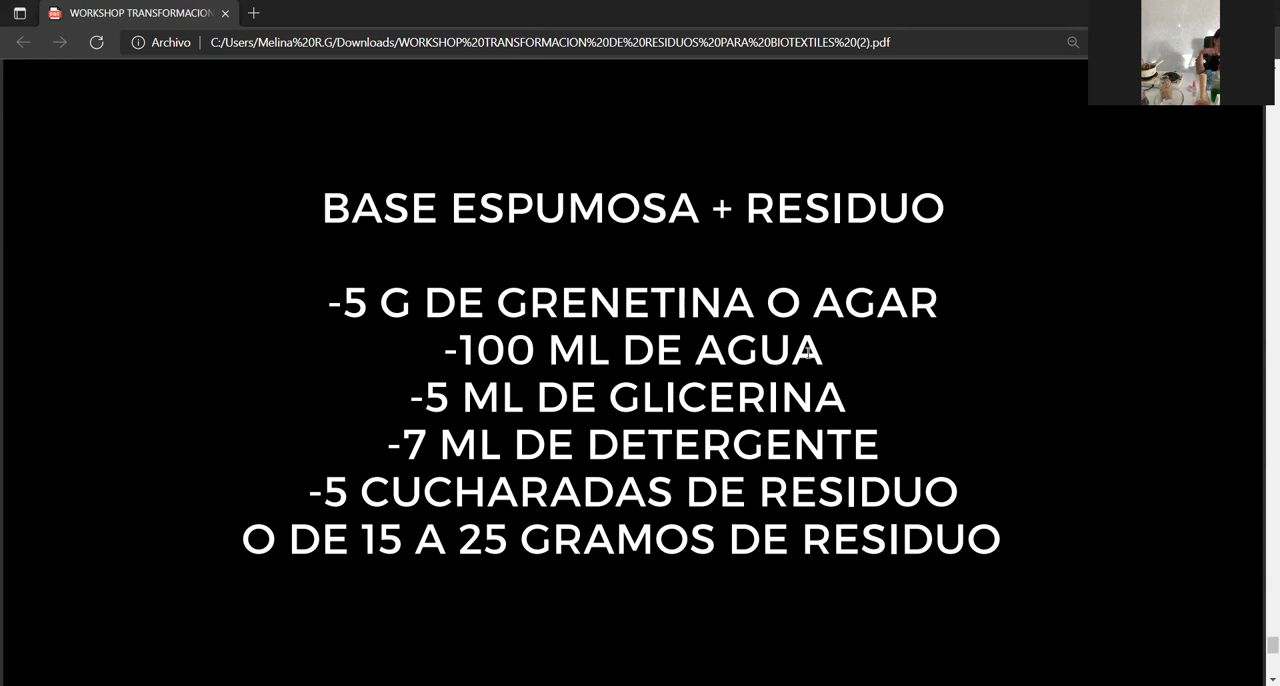 WORKSHOP TRANSFORMACION
Archivo
C:/Users/Melina%20R.G/Downloads/WORKSHOP%20TRANSFORMACION%20DE%20RESIDUOS%20PARA%20BIOTEXTILES%20(2).pdf
BASE ESPUMOSA + RESIDUO
-5 G DE GRENETINA O AGAR
-100 ML DE AGUA
-5 ML DE GLICERINA
-7 ML DE DETERGENTE
-5 CUCHARADAS DE RESIDUO
O DE 15 A 25 GRAMOS DE RESIDUO